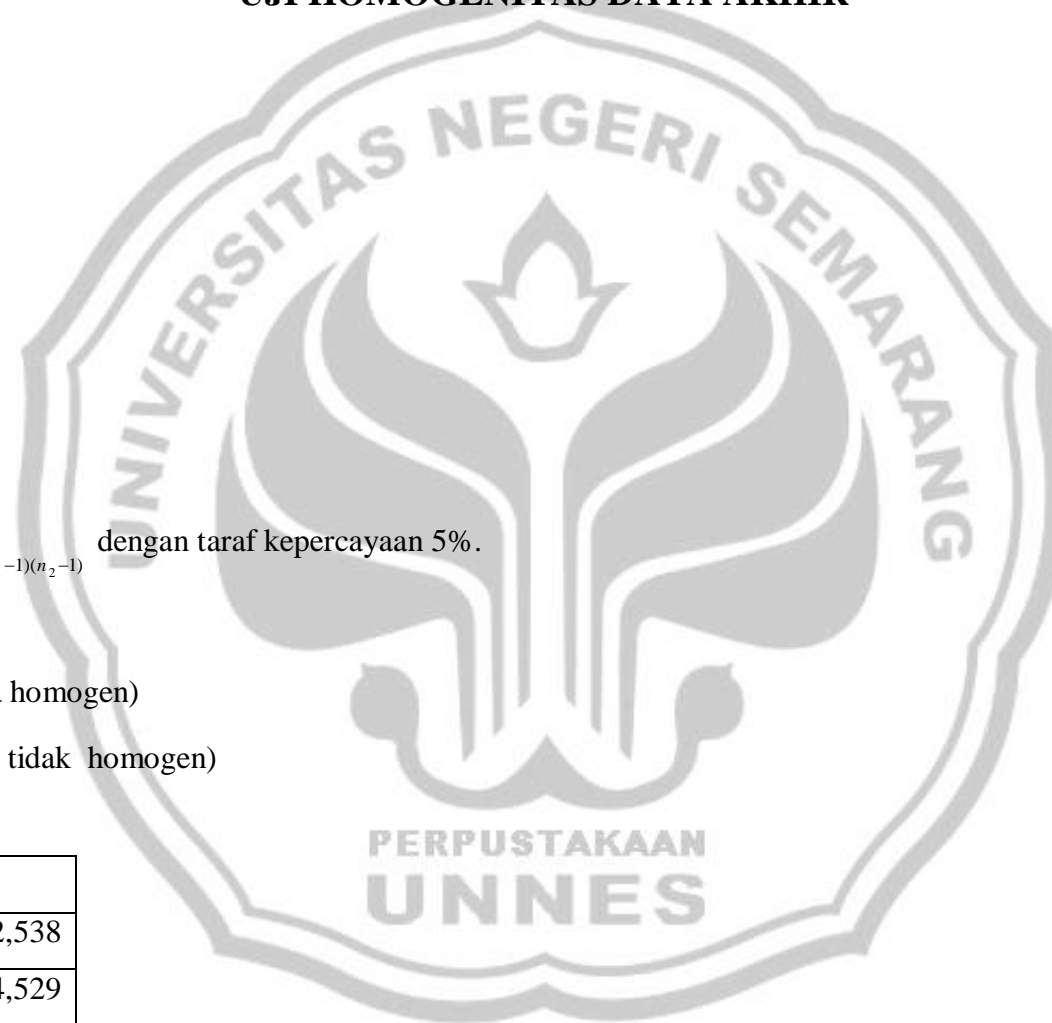 UJI HOMOGENITAS DATA AKHIR
UNIVERSITAS NEGERI SEMARANG
−1)(n₂−1) dengan taraf kepercayaan 5%.
homogen)
tidak homogen)
2,538
4,529
PERPUSTAKAAN
UNNES